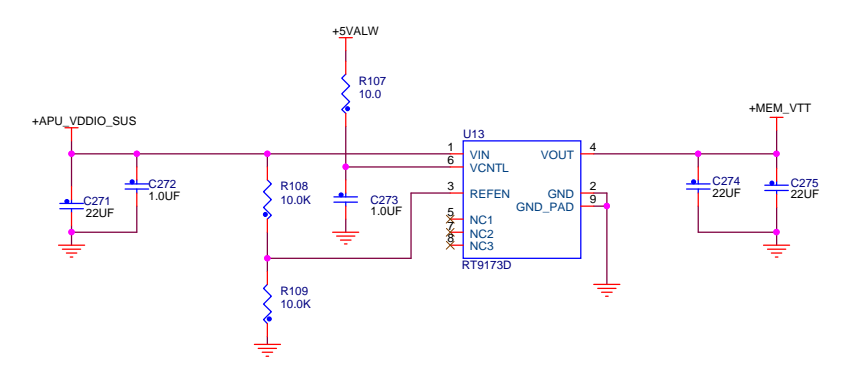 +5VALW
R107
10.0
+APU_VDDIO_SUS
+MEM_VTT
U13
1
VIN
VOUT
4
6
VCNTL
C272
1.0UF
R108
10.0K
3
REFEN
GND
2
GND_PAD
9
C271
22UF
C273
1.0UF
C274
22UF
C275
22UF
5
NC1
7
NC2
8
NC3
RT9173D
R109
10.0K